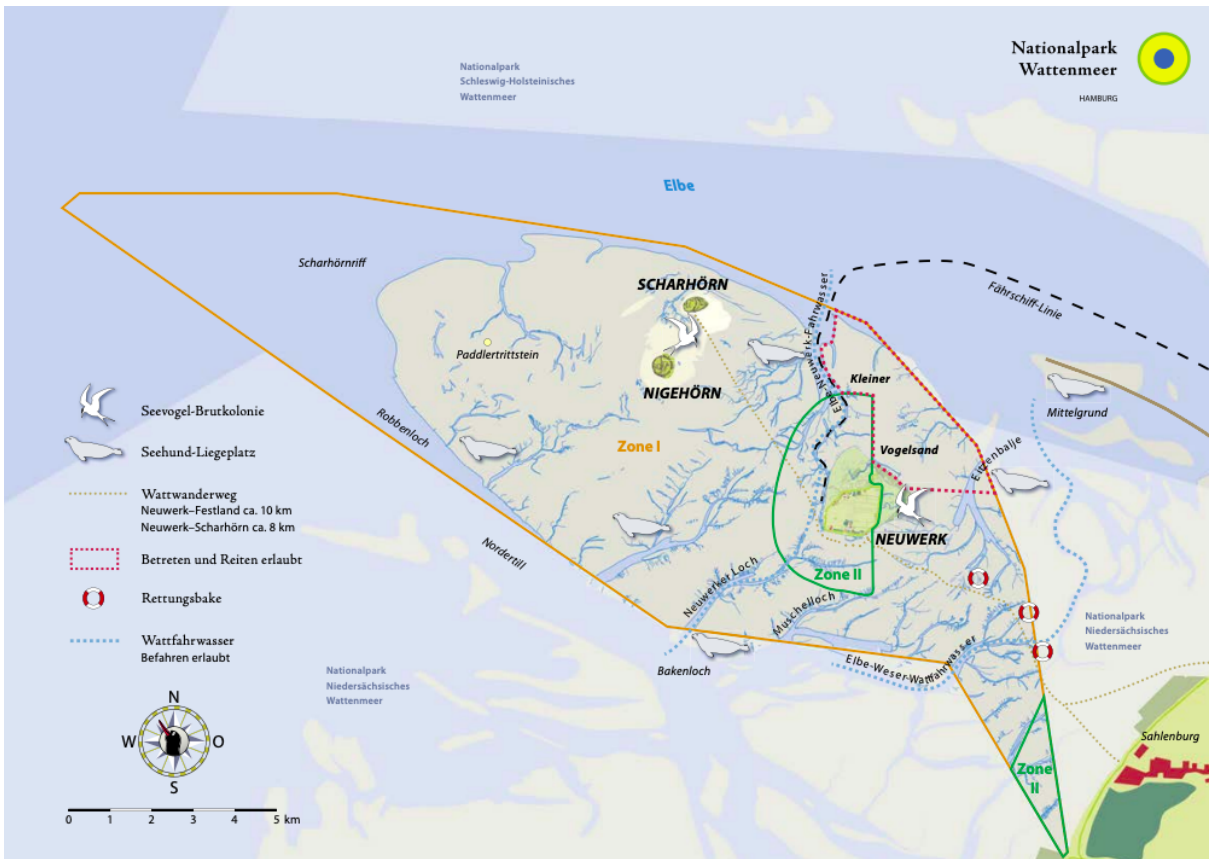 Nationalpark
Wattenmeer
HAMBURG
Nationalpark
Schleswig-Holsteinisches
Wattenmeer
Elbe
Scharhörnriff
SCHARHÖRN
Elbe-Neuwerk-Fahrwasser
Fährschiff-Linie
Paddlertrittstein
NIGEHÖRN
Kleiner
Vogelsand
Mittelgrund
Robbenloch
Zone I
Eitzenbalje
Nordertill
NEUWERK
Zone II
Neuwerker Loch
Muschelloch
Bakenloch
Elbe-Weser-Wattfahrwasser
Nationalpark
Niedersächsisches
Wattenmeer
Nationalpark
Niedersächsisches
Wattenmeer
Sahlenburg
Zone
II
Seevogel-Brutkolonie
Seehund-Liegeplatz
Wattwanderweg
Neuwerk–Festland ca. 10 km
Neuwerk–Scharhörn ca. 8 km
Betreten und Reiten erlaubt
Rettungsbake
Wattfahrwasser
Befahren erlaubt
N
W O
S
0 1 2 3 4 5 km